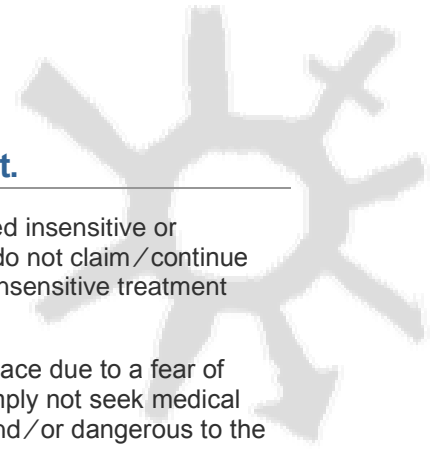 t.
ed insensitive or
do not claim/continue
nsensitive treatment
ace due to a fear of
mply not seek medical
nd/or dangerous to the